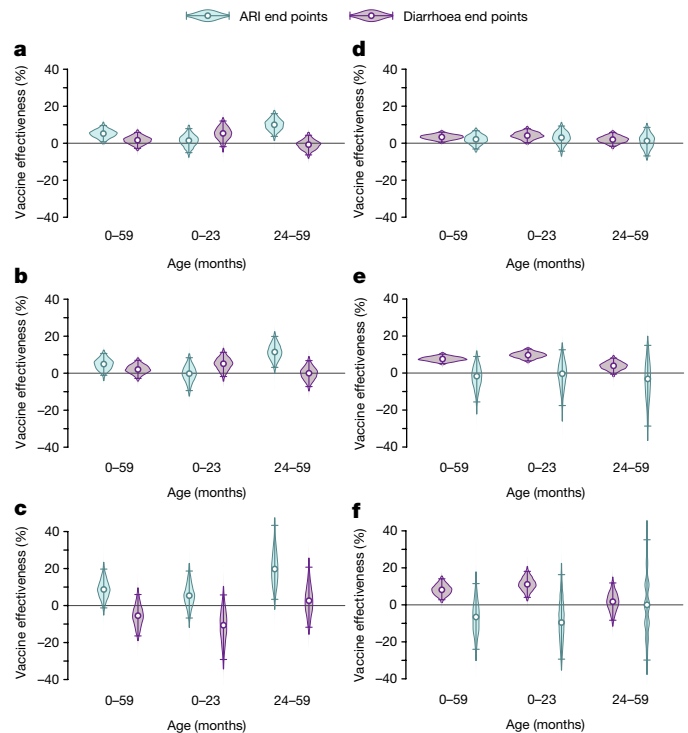 ARI end points Diarrhoea end points
a
Vaccine effectiveness (%)
40
20
0
−20
−40
0–59 0–23 24–59
Age (months)
d
Vaccine effectiveness (%)
40
20
0
−20
−40
0–59 0–23 24–59
Age (months)
b
Vaccine effectiveness (%)
40
20
0
−20
−40
0–59 0–23 24–59
Age (months)
e
Vaccine effectiveness (%)
40
20
0
−20
−40
0–59 0–23 24–59
Age (months)
c
Vaccine effectiveness (%)
40
20
0
−20
−40
0–59 0–23 24–59
Age (months)
f
Vaccine effectiveness (%)
40
20
0
−20
−40
0–59 0–23 24–59
Age (months)